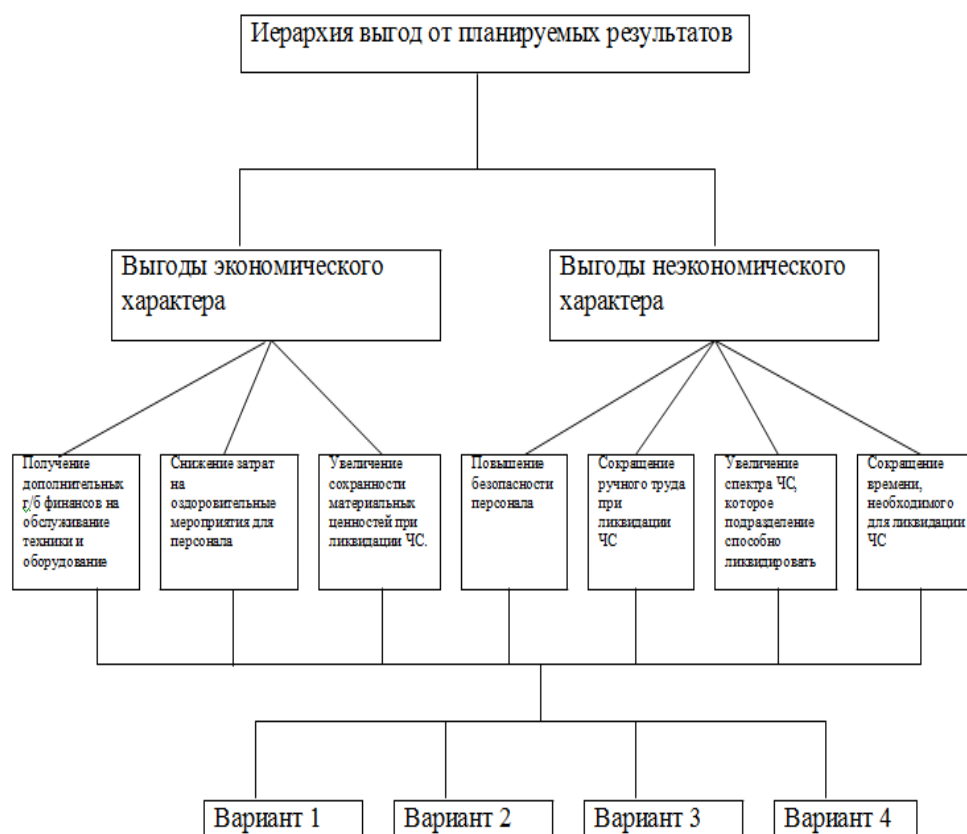 Иерархия выгод от планируемых результатов
Выгоды экономического
характера
Выгоды неэкономического
характера
Получение
дополнительных
г/б финансов на
обслуживание
техники и
оборудование
Снижение затрат
на
оздоровительные
мероприятия для
персонала
Увеличение
сохранности
материальных
ценностей при
ликвидации ЧС.
Повышение
безопасности
персонала
Сокращение
ручного труда
при
ликвидации
ЧС
Увеличение
спектра ЧС,
которое
подразделение
способно
ликвидировать
Сокращение
времени,
необходимого
для ликвидации
ЧС
Вариант 1
Вариант 2
Вариант 3
Вариант 4